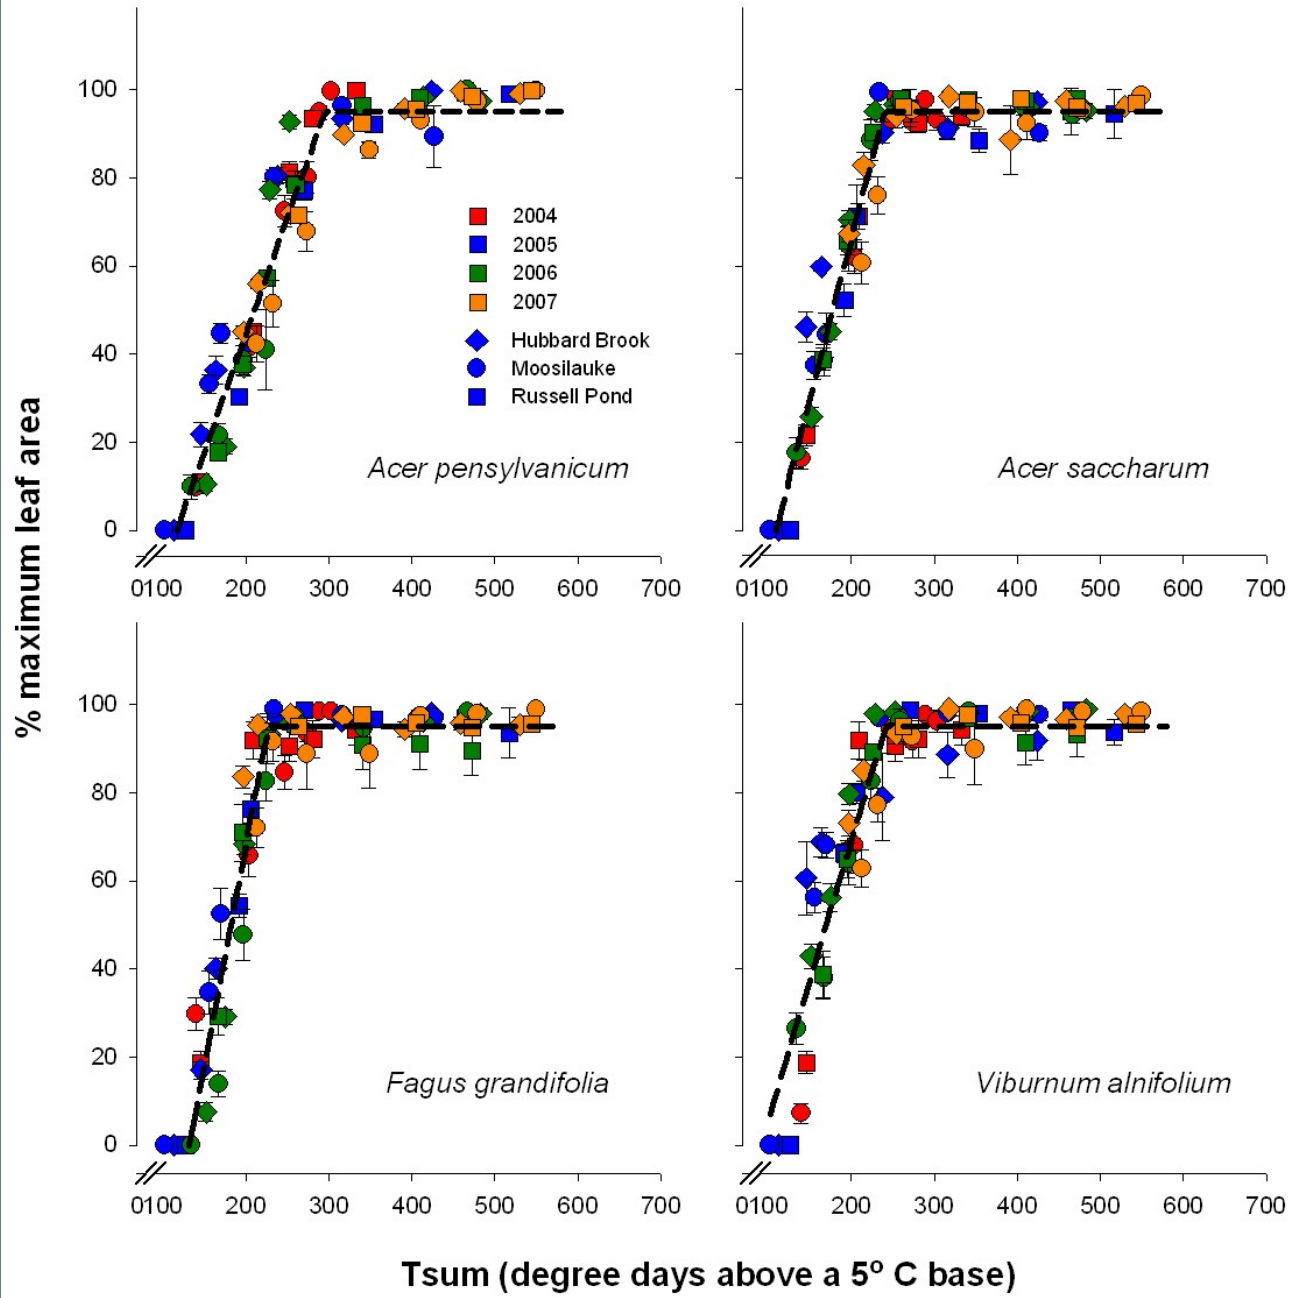 100
80
60
40
20
0
2004
2005
2006
2007
Hubbard Brook
Moosilauke
Russell Pond
Acer pensylvanicum
Acer saccharum
0100 200 300 400 500 600 700
0100 200 300 400 500 600 700
% maximum leaf area
100
80
60
40
20
0
Fagus grandifolia
Viburnum alnifolium
0100 200 300 400 500 600 700
0100 200 300 400 500 600 700
Tsum (degree days above a 5º C base)